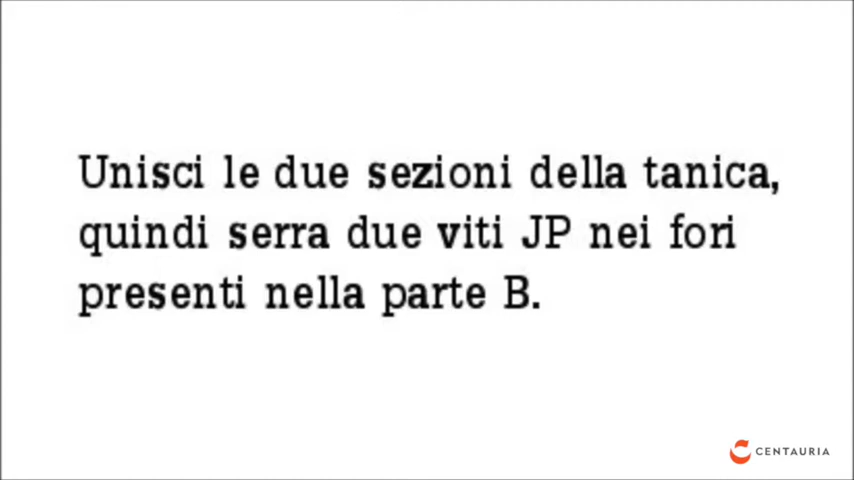 Unisci le due sezioni della tanica,
quindi serra due viti JP nei fori
presenti nella parte B.
CENTAURIA